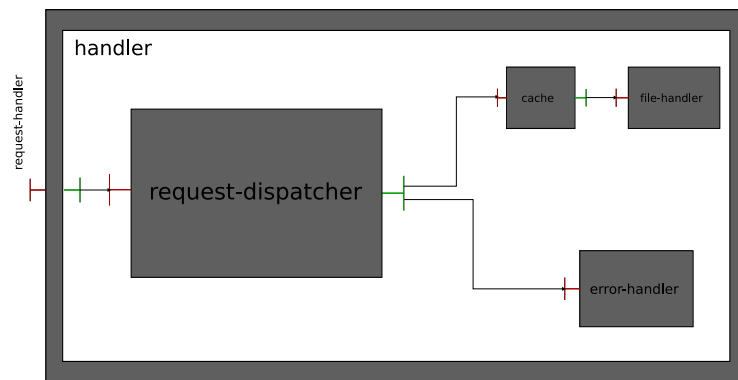 handler
request-handler
cache
file-handler
request-dispatcher
error-handler